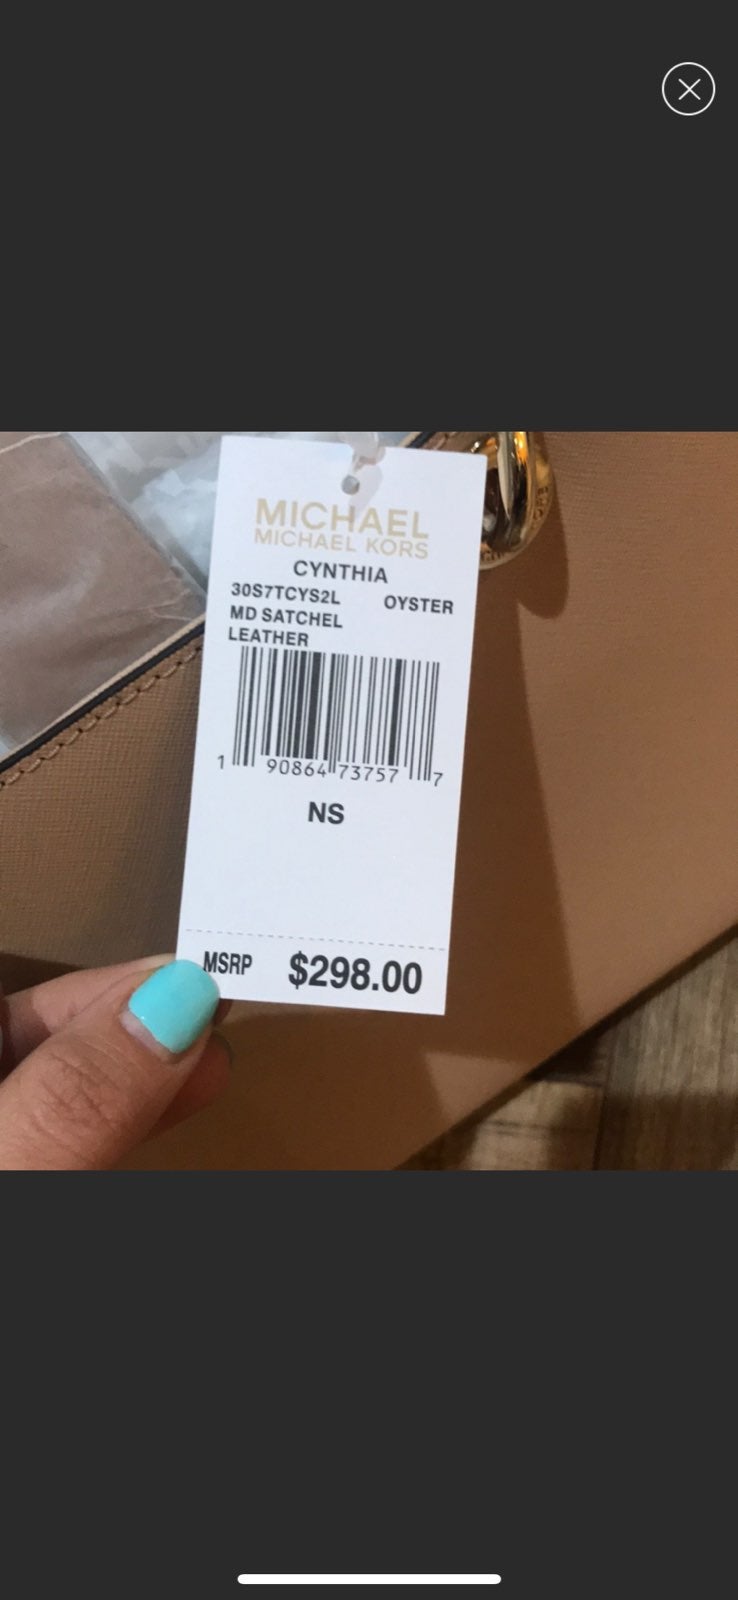 MICHAEL
MICHAEL KORS
CYNTHIA
30S7TCYS2L OYSTER
MD SATCHEL
LEATHER
1 90864 73757 7
NS
MSRP $298.00